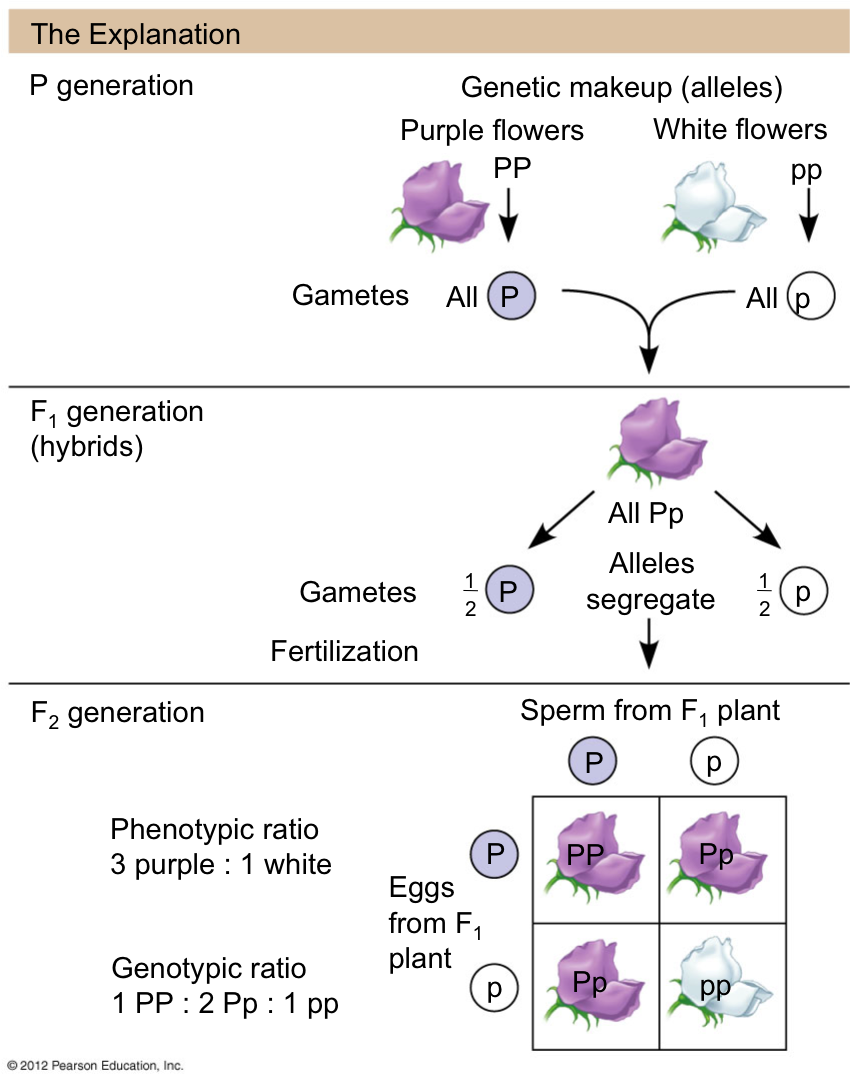 The Explanation
P generation
Genetic makeup (alleles)
Purple flowers
White flowers
PP
pp
Gametes
All P
All p
F1 generation
(hybrids)
All Pp
Alleles
segregate
Gametes
1/2 P
1/2 p
Fertilization
F2 generation
Sperm from F1 plant
P
p
Phenotypic ratio
3 purple : 1 white
Eggs
from F1
plant
P
PP
Pp
Genotypic ratio
1 PP : 2 Pp : 1 pp
p
Pp
pp
© 2012 Pearson Education, Inc.